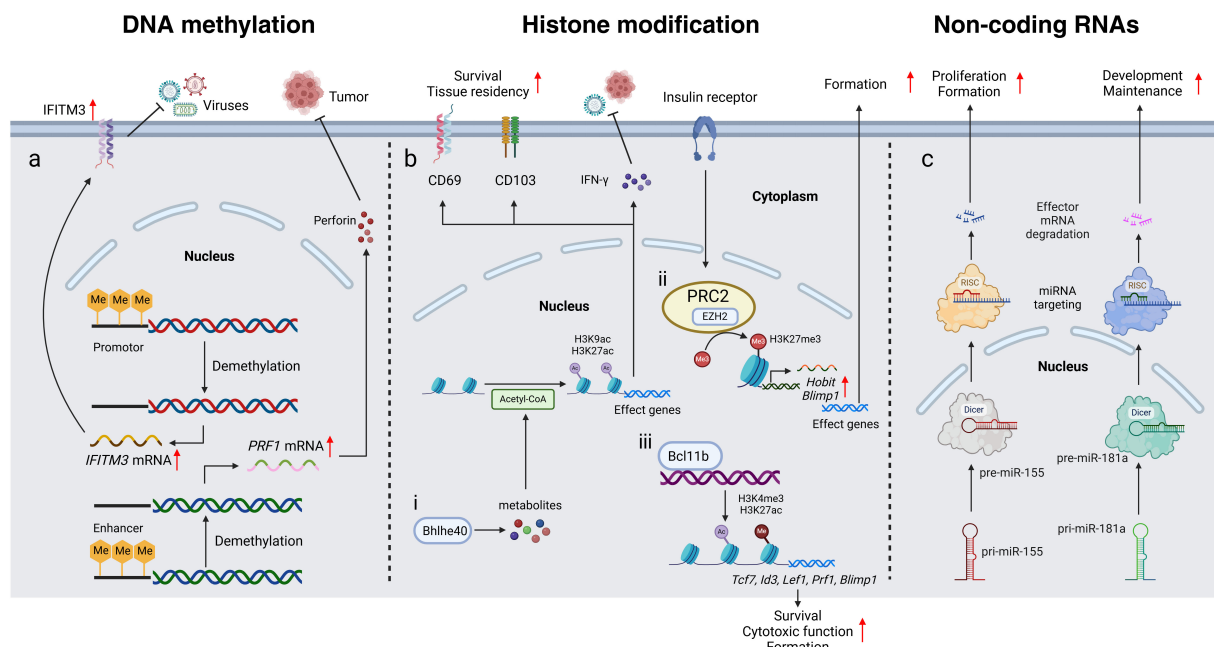 DNA methylation
Histone modification
Non-coding RNAs
IFITM3
Viruses
Tumor
a
Perforin
Nucleus
Me Me Me
Promotor
Demethylation
PRF1 mRNA
IFITM3 mRNA
Enhancer
Me Me Me
Demethylation
Survival
Tissue residency
Insulin receptor
Formation
b
CD69
CD103
IFN-γ
Cytoplasm
Nucleus
ii
PRC2
EZH2
Me3
Me3
H3K27me3
H3K9ac
H3K27ac
Ac
Ac
Acetyl-CoA
Effect genes
Hobit
Blimp1
Effect genes
iii
Bcl11b
metabolites
i
Bhlhe40
H3K4me3
H3K27ac
Ac
Me
Tcf7, Id3, Lef1, Prf1, Blimp1
Survival
Cytotoxic function
Formation
Proliferation
Formation
Development
Maintenance
c
Effector
mRNA
degradation
RISC
miRNA
targeting
RISC
Nucleus
Dicer
Dicer
pre-miR-155
pre-miR-181a
pri-miR-155
pri-miR-181a